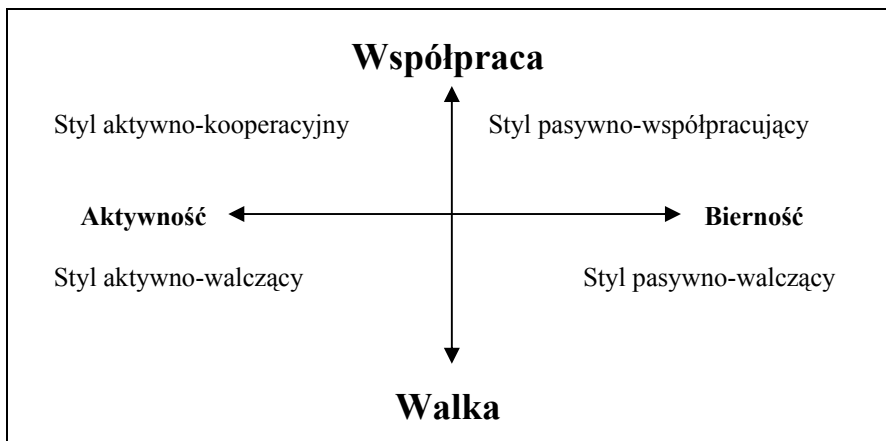 Współpraca
Styl aktywno-kooperacyjny Styl pasywno-współpracujący
Aktywność Bierność
Styl aktywno-walczący Styl pasywno-walczący
Walka